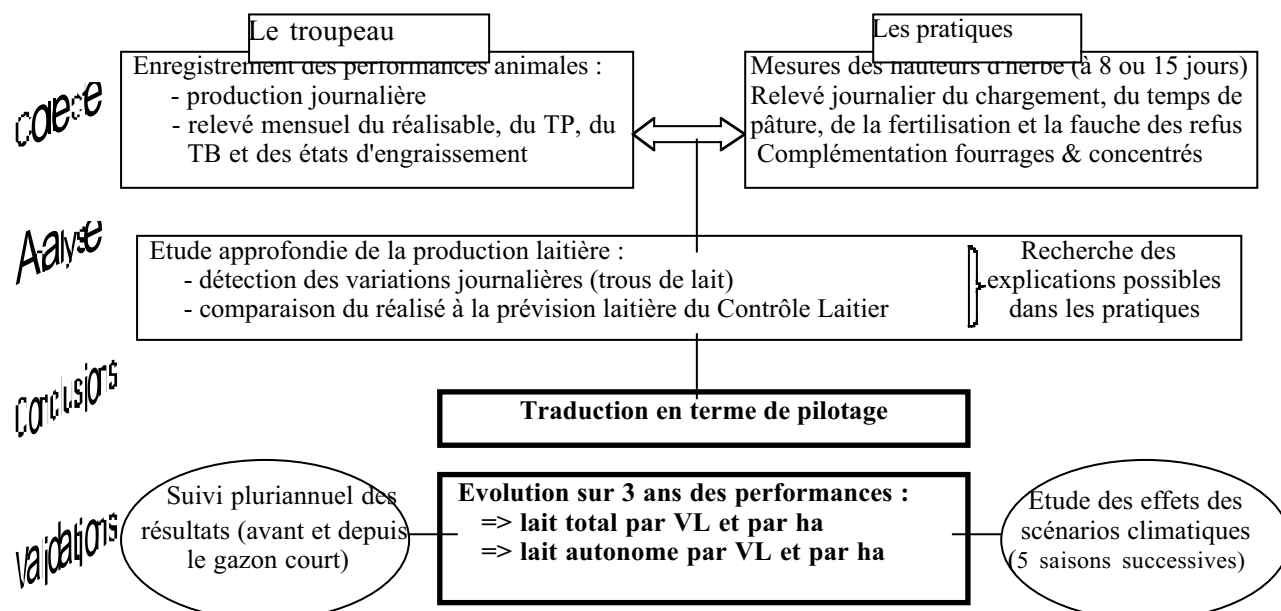 Le troupeau
Les pratiques
Enregistrement des performances animales :
- production journalière
- relevé mensuel du réalisable, du TP, du
TB et des états d'engraissement
Mesures des hauteurs d'herbe (à 8 ou 15 jours)
Relevé journalier du chargement, du temps de
pâture, de la fertilisation et la fauche des refus
Complémentation fourrages & concentrés
Analyse
Etude approfondie de la production laitière :
- détection des variations journalières (trous de lait)
- comparaison du réalisé à la prévision laitière du Contrôle Laitier
Recherche des
explications possibles
dans les pratiques
Conclusions
Traduction en terme de pilotage
Validations
Suivi pluriannuel des
résultats (avant et depuis
le gazon court)
Evolution sur 3 ans des performances :
=> lait total par VL et par ha
=> lait autonome par VL et par ha
Etude des effets des
scénarios climatiques
(5 saisons successives)